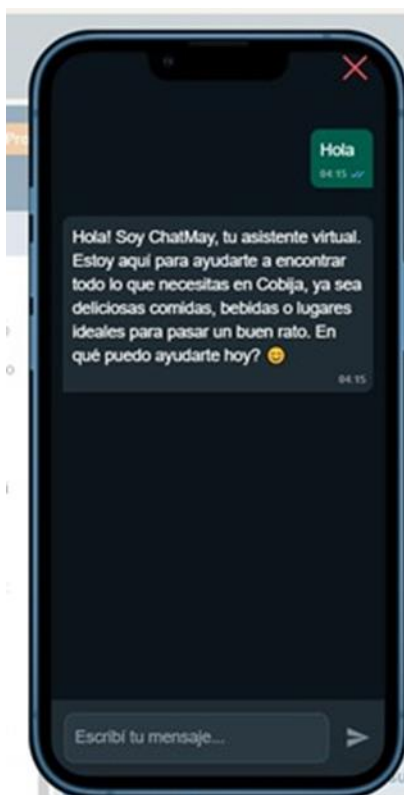 Hola
04:15
Hola! Soy ChatMay, tu asistente virtual.
Estoy aquí para ayudarte a encontrar
todo lo que necesitas en Cobija, ya sea
deliciosas comidas, bebidas o lugares
ideales para pasar un buen rato. En
qué puedo ayudarte hoy? 😊
04:15
Escribí tu mensaje...